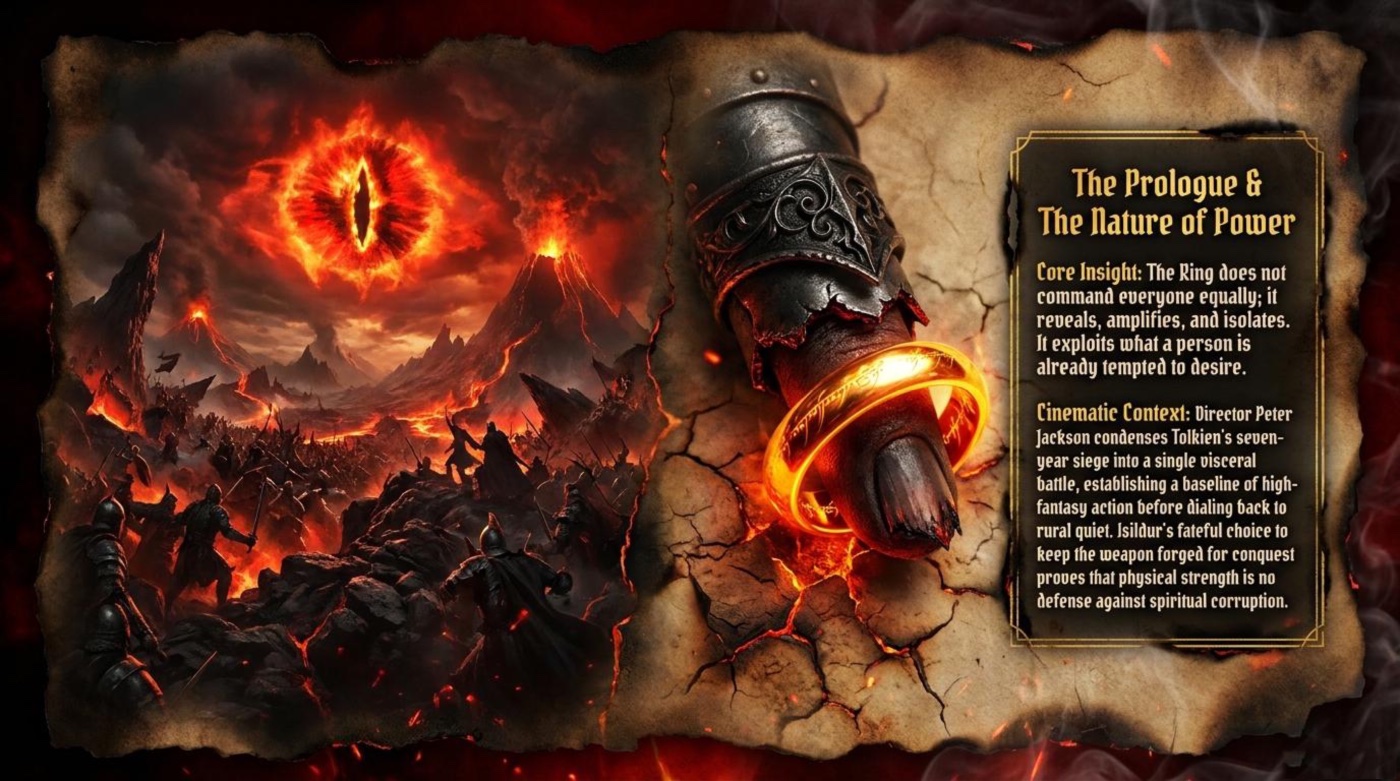 The Prologue &
The Nature of Power
Core Insight: The Ring does not
command everyone equally; it
reveals, amplifies, and isolates.
It exploits what a person is
already tempted to desire.
Cinematic Context: Director Peter
Jackson condenses Tolkien's seven-
year siege into a single visceral
battle, establishing a baseline of high-
fantasy action before dialing back to
rural quiet. Isildur's fateful choice to
keep the weapon forged for conquest
proves that physical strength is no
defense against spiritual corruption.